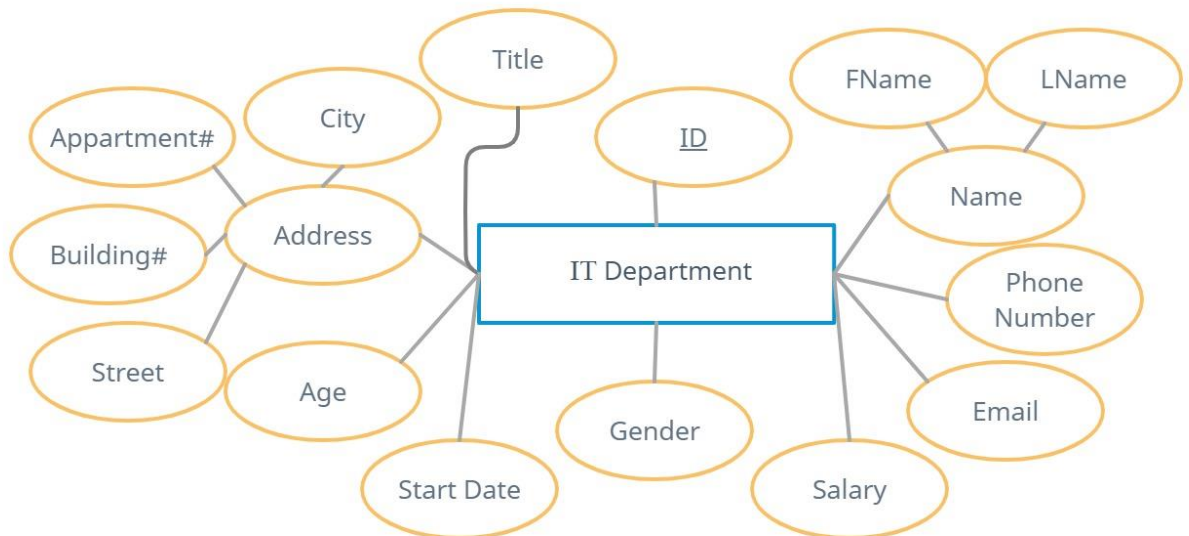 Title
FName
LName
City
Appartment#
ID
Name
Address
Building#
IT Department
Phone
Number
Street
Age
Email
Gender
Start Date
Salary